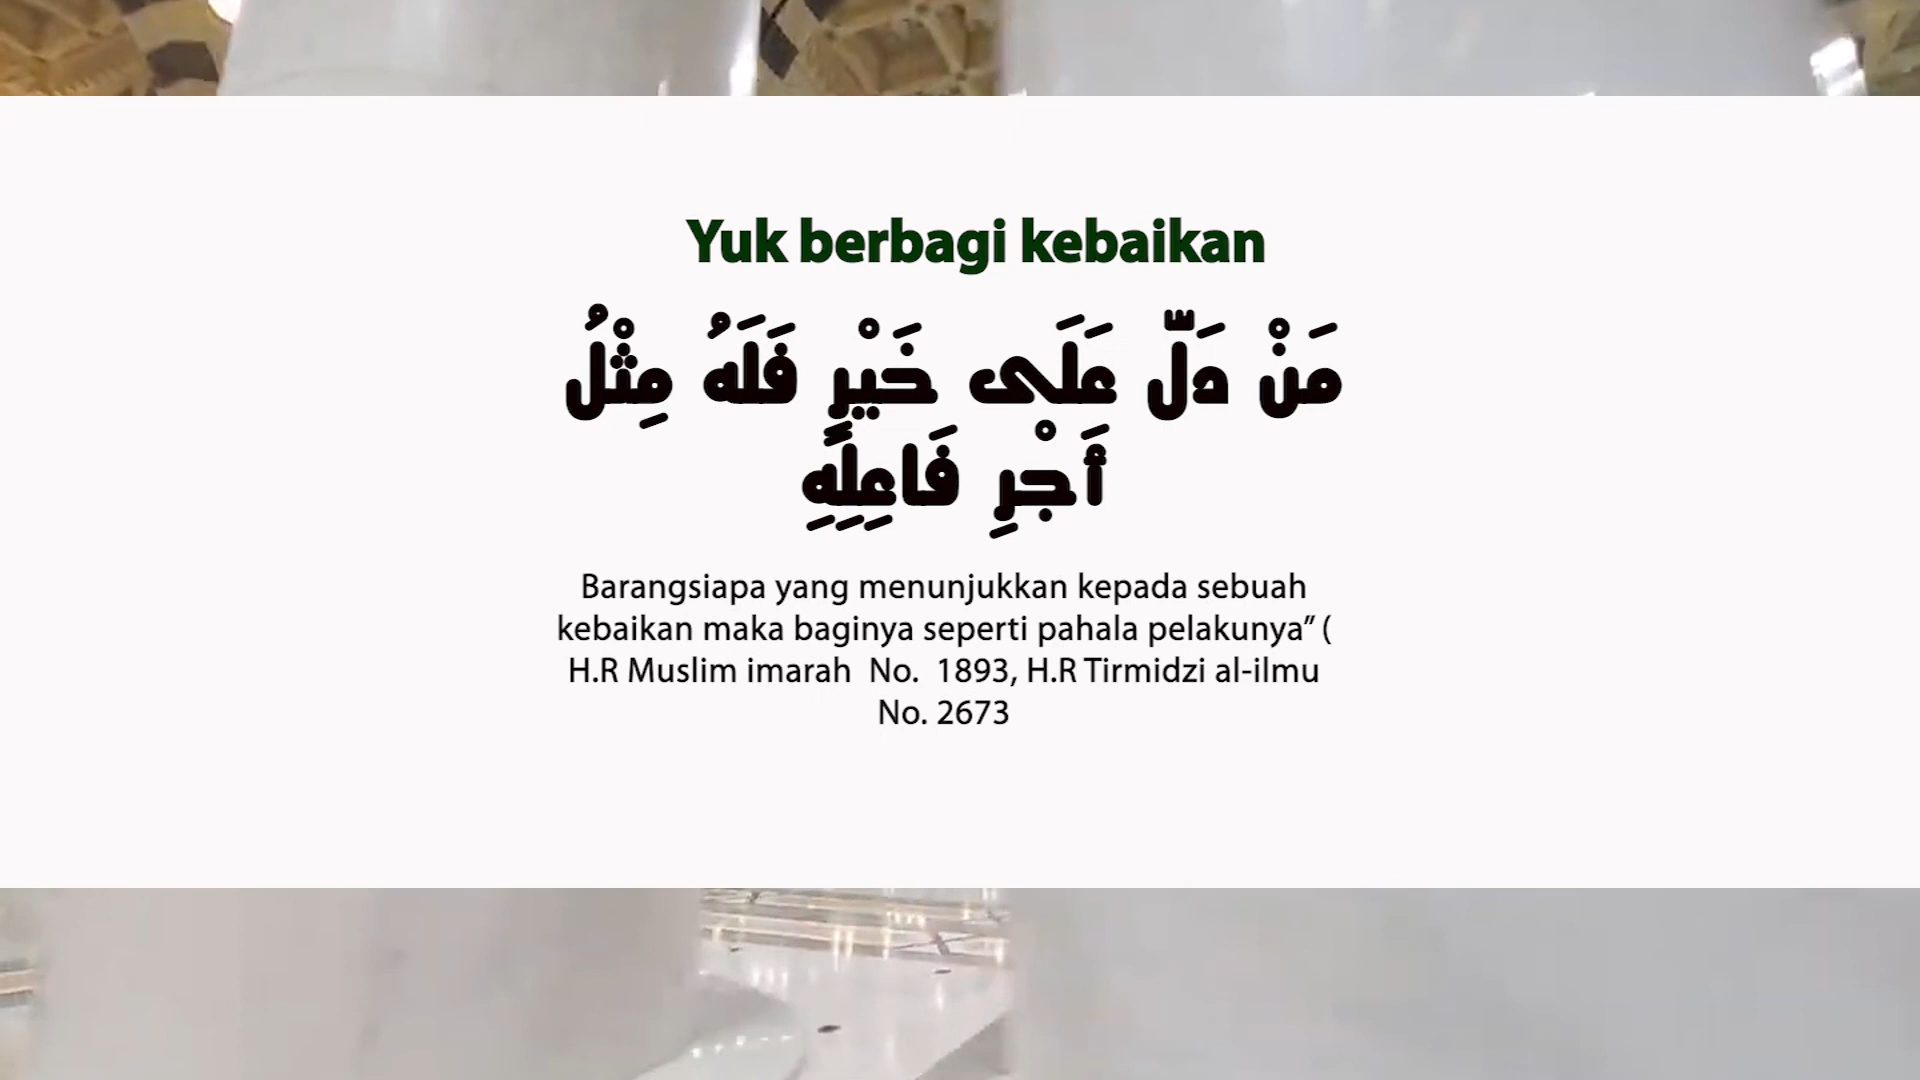 Yuk berbagi kebaikan
مَنْ دَلَّ عَلَى خَيْرٍ فَلَهُ مِثْلُ
أَجْرِ فَاعِلِهِ
Barangsiapa yang menunjukkan kepada sebuah
kebaikan maka baginya seperti pahala pelakunya” (
H.R Muslim imarah  No.  1893, H.R Tirmidzi al-ilmu
No. 2673